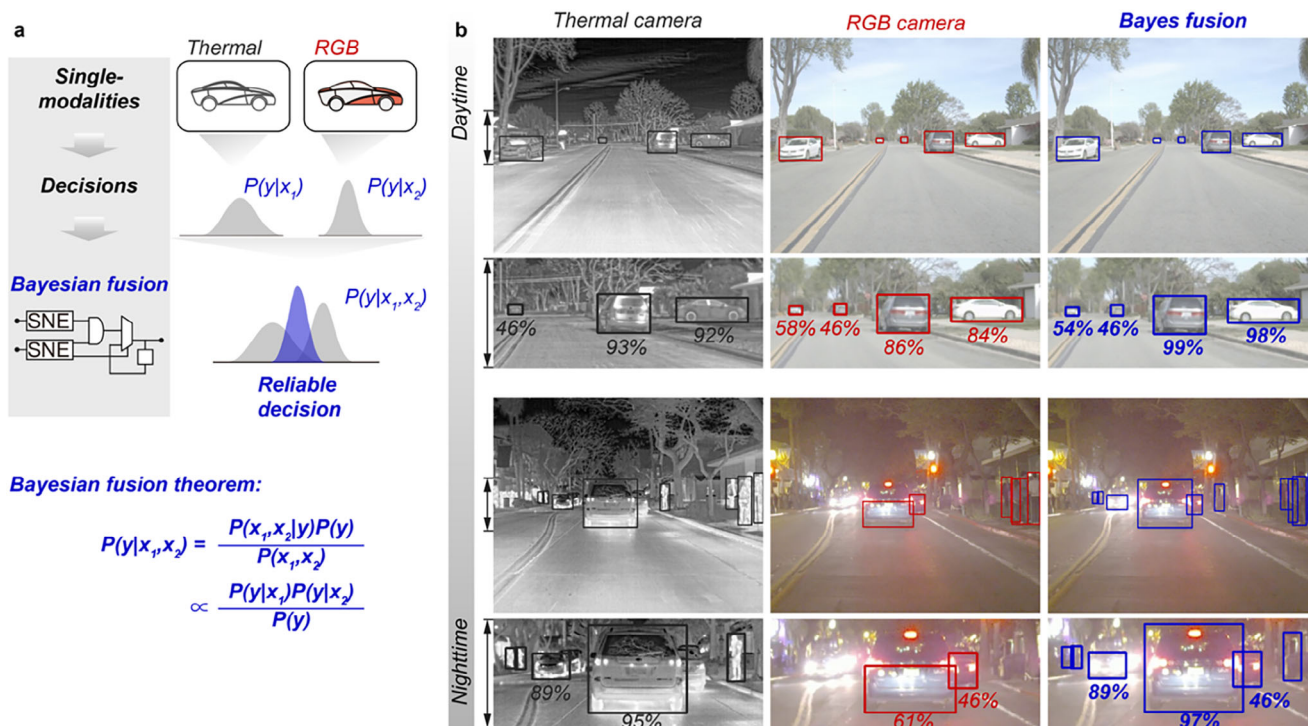 a
Thermal
RGB
Single-
modalities
Decisions
P(y|x₁)
P(y|x₂)
Bayesian fusion
SNE
SNE
P(y|x₁,x₂)
Reliable
decision
Bayesian fusion theorem:
P(y|x₁,x₂) = P(x₁,x₂|y)P(y)
P(x₁,x₂)
∝ P(y|x₁)P(y|x₂)
P(y)
b
Thermal camera
RGB camera
Bayes fusion
Daytime
46%
93%
92%
58%
46%
86%
84%
54%
46%
99%
98%
Nighttime
89%
95%
61%
46%
89%
97%
46%